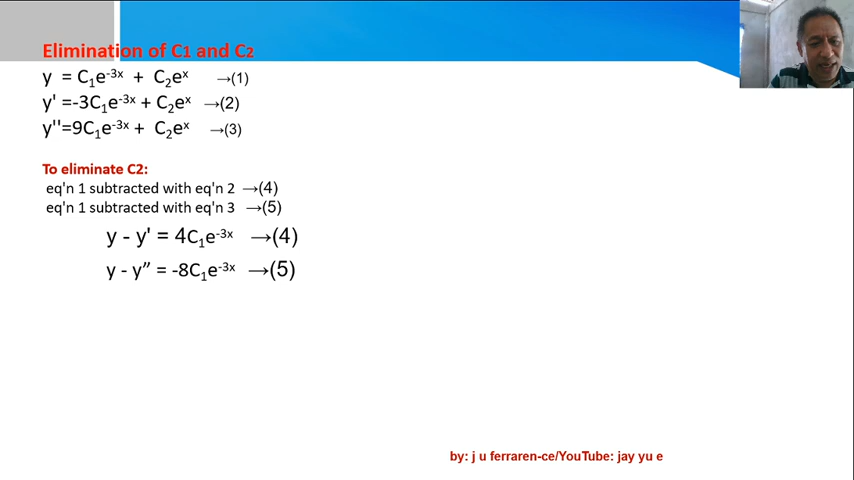 Elimination of C1 and C2
y = C₁e⁻³ˣ + C₂eˣ →(1)
y' =-3C₁e⁻³ˣ + C₂eˣ →(2)
y''=9C₁e⁻³ˣ + C₂eˣ →(3)
To eliminate C2:
eq'n 1 subtracted with eq'n 2 →(4)
eq'n 1 subtracted with eq'n 3 →(5)
y - y' = 4C₁e⁻³ˣ →(4)
y - y” = -8C₁e⁻³ˣ →(5)
by: j u ferraren-ce/YouTube: jay yu e